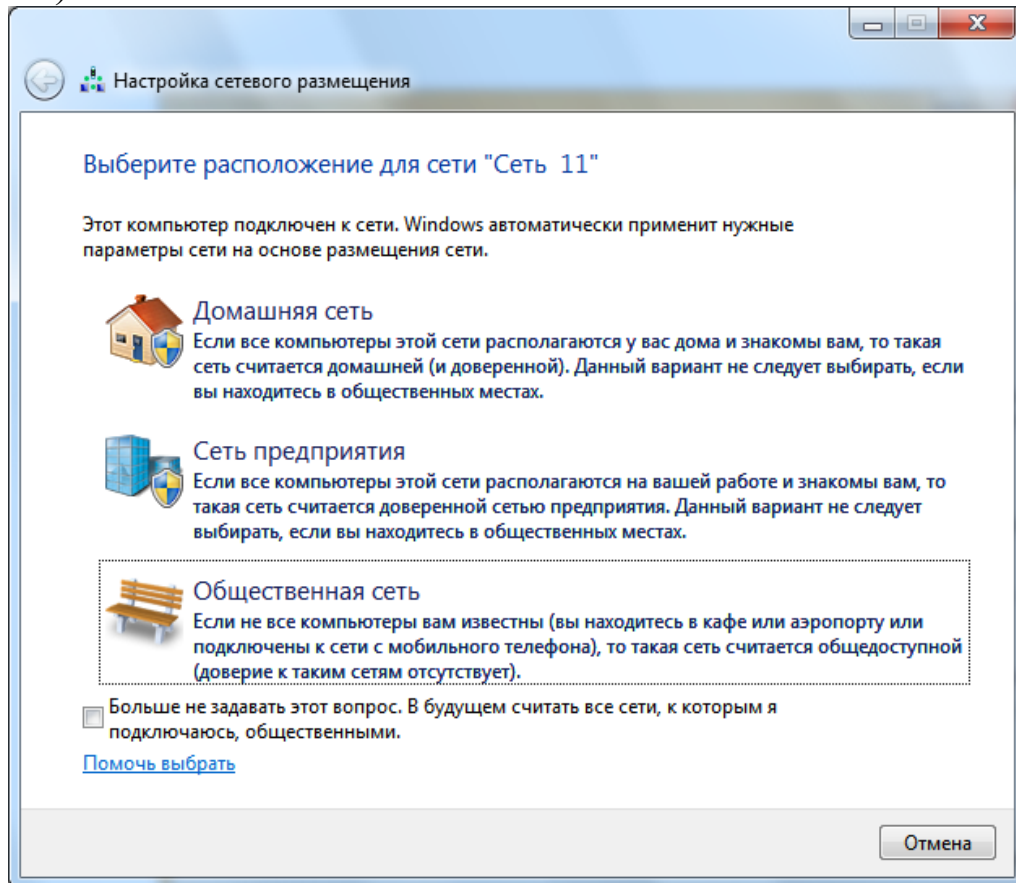 Настройка сетевого размещения
Выберите расположение для сети "Сеть 11"
Этот компьютер подключен к сети. Windows автоматически применит нужные
параметры сети на основе размещения сети.
Домашняя сеть
Если все компьютеры этой сети располагаются у вас дома и знакомы вам, то такая
сеть считается домашней (и доверенной). Данный вариант не следует выбирать, если
вы находитесь в общественных местах.
Сеть предприятия
Если все компьютеры этой сети располагаются на вашей работе и знакомы вам, то
такая сеть считается доверенной сетью предприятия. Данный вариант не следует
выбирать, если вы находитесь в общественных местах.
Общественная сеть
Если не все компьютеры вам известны (вы находитесь в кафе или аэропорту или
подключены к сети с мобильного телефона), то такая сеть считается общедоступной
(доверие к таким сетям отсутствует).
Больше не задавать этот вопрос. В будущем считать все сети, к которым я
подключаюсь, общественными.
Помочь выбрать
Отмена